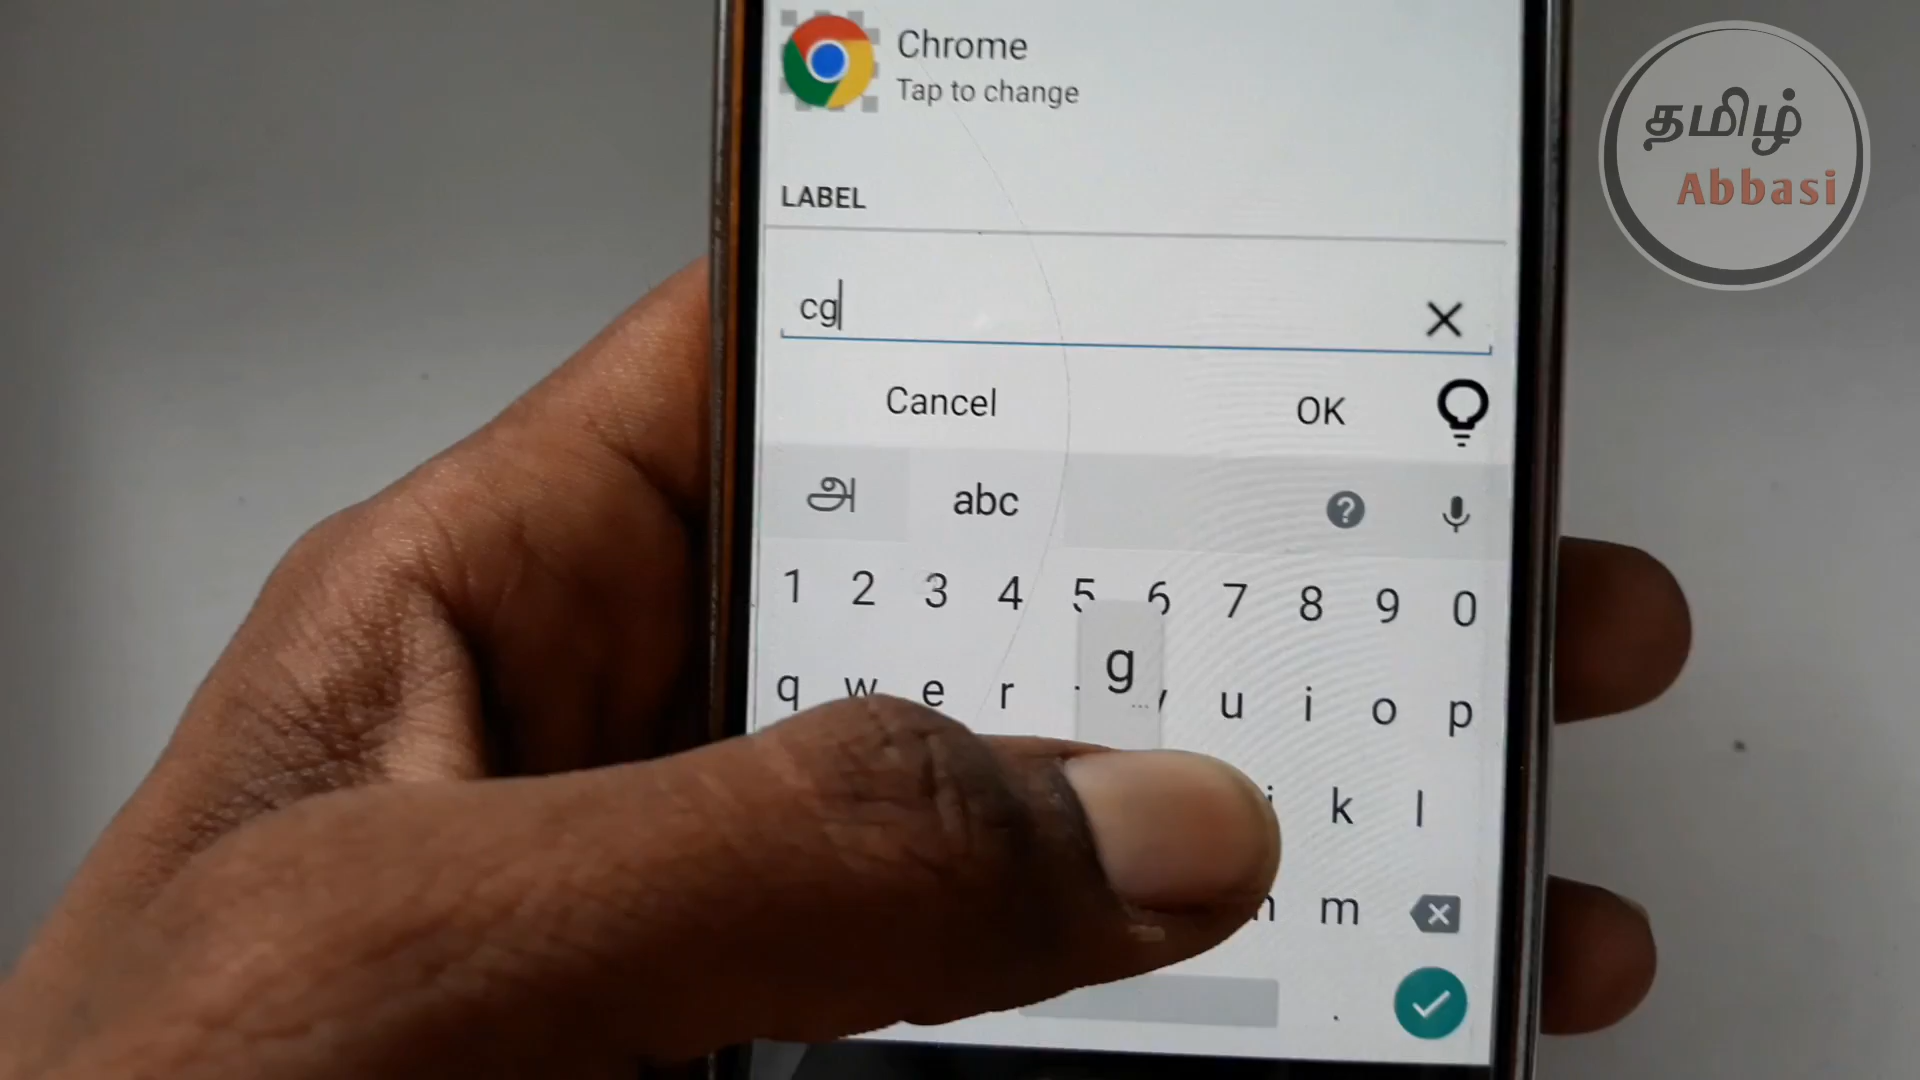 Chrome
Tap to change
தமிழ்
Abbasi
LABEL
cg
Cancel
OK
அ
abc
1 2 3 4 5 6 7 8 9 0
g
q w e r u i o p
k l
m
.